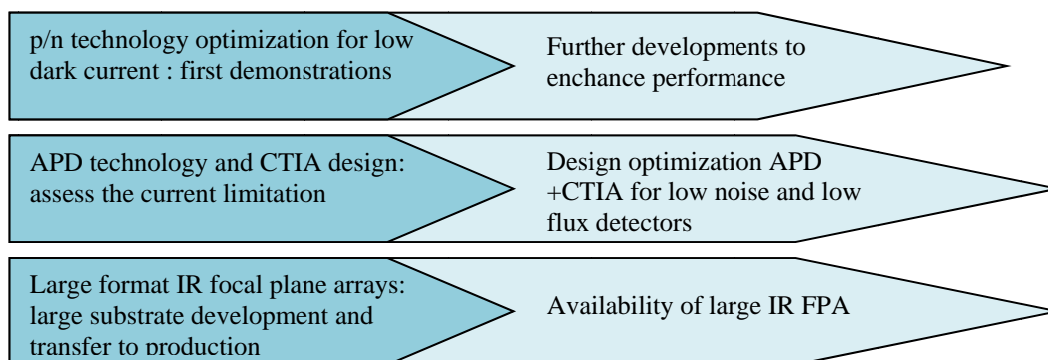 p/n technology optimization for low
dark current : first demonstrations
Further developments to
enchance performance
APD technology and CTIA design:
assess the current limitation
Design optimization APD
+CTIA for low noise and low
flux detectors
Large format IR focal plane arrays:
large substrate development and
transfer to production
Availability of large IR FPA